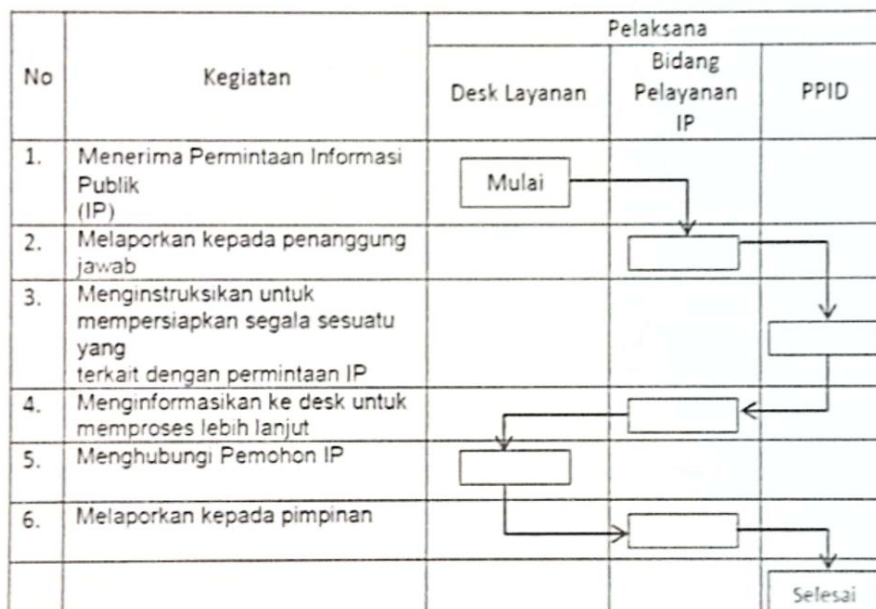 Pelaksana
No
Kegiatan
Desk Layanan
Bidang
Pelayanan
IP
PPID
1.
Menerima Permintaan Informasi
Publik
(IP)
Mulai
2.
Melaporkan kepada penanggung
jawab
3.
Menginstruksikan untuk
mempersiapkan segala sesuatu
yang
terkait dengan permintaan IP
4.
Menginformasikan ke desk untuk
memproses lebih lanjut
5.
Menghubungi Pemohon IP
6.
Melaporkan kepada pimpinan
Selesai